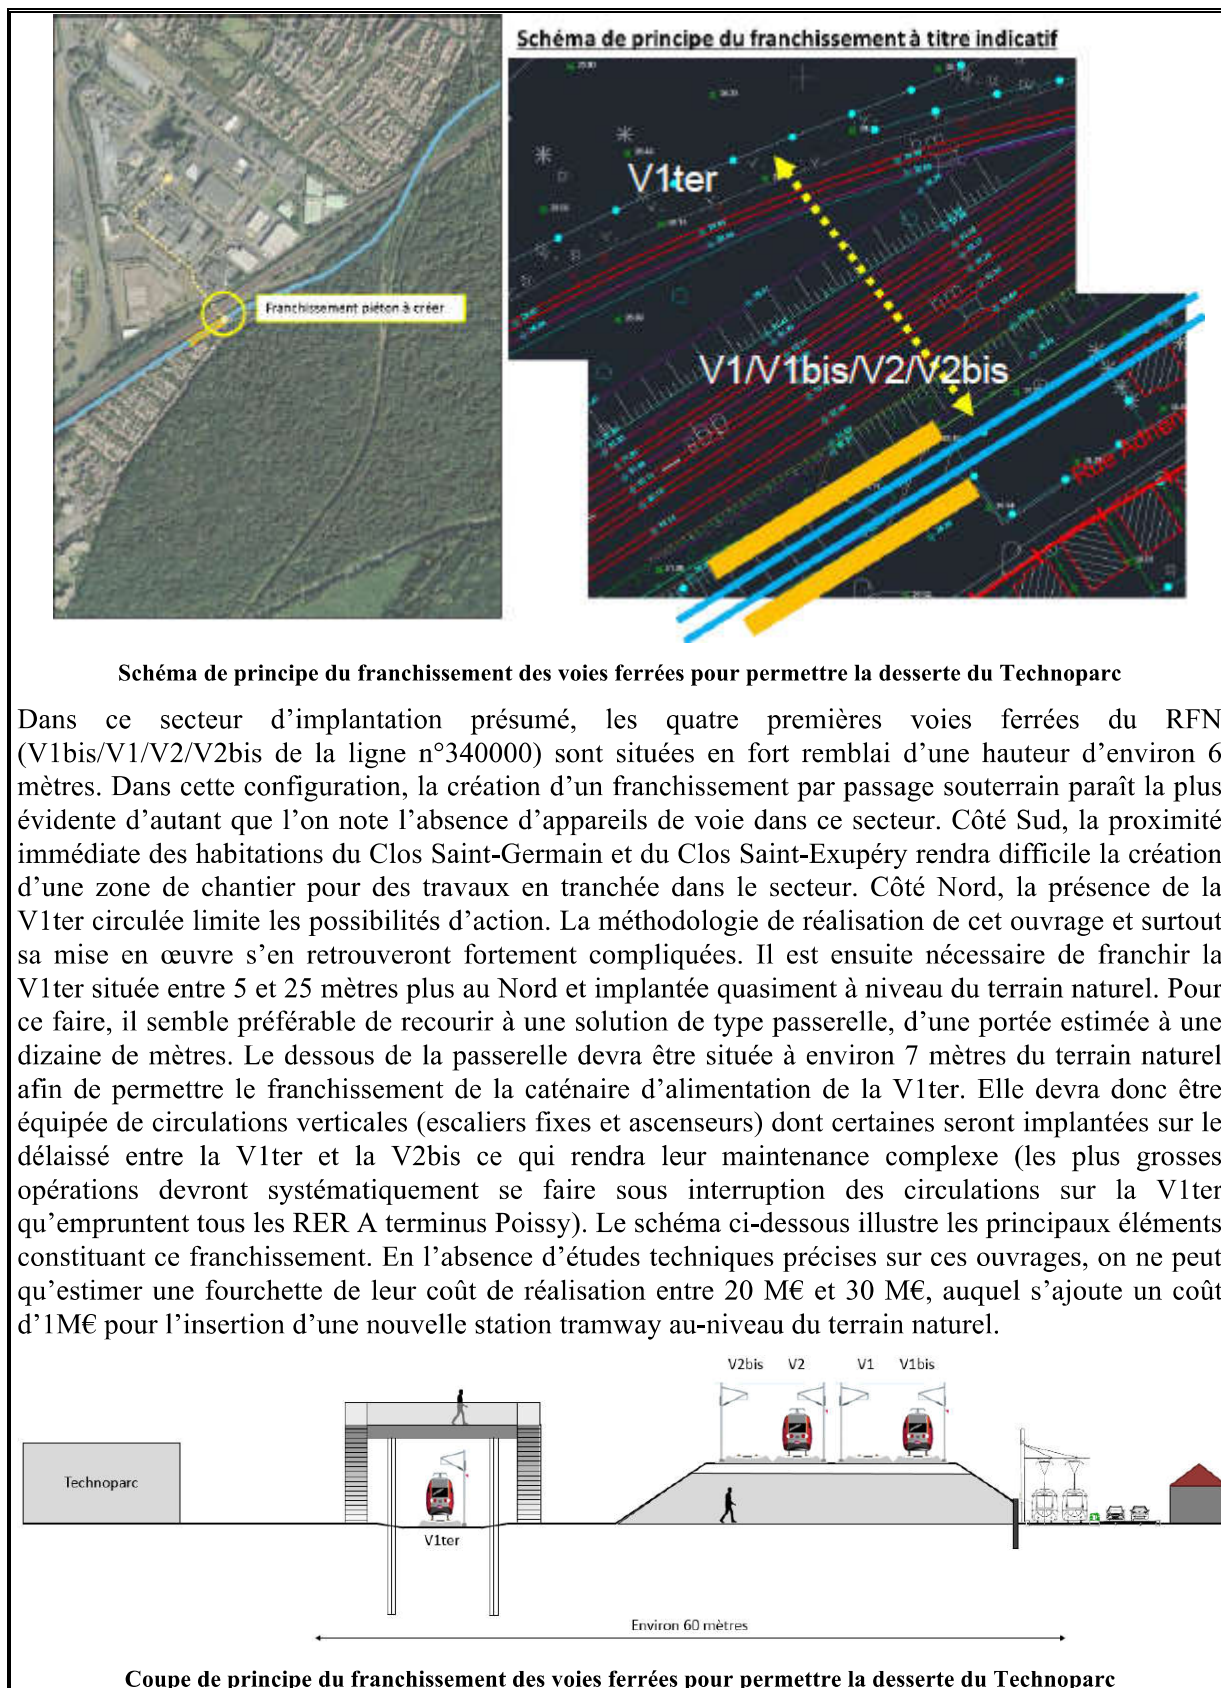 Schéma de principe du franchissement à titre indicatif
V1ter
Franchissement piéton à créer
V1/V1bis/V2/V2bis
Rue Adrien
Schéma de principe du franchissement des voies ferrées pour permettre la desserte du Technoparc
Dans ce secteur d’implantation présumé, les quatre premières voies ferrées du RFN
(V1bis/V1/V2/V2bis de la ligne n°340000) sont situées en fort remblai d’une hauteur d’environ 6
mètres. Dans cette configuration, la création d’un franchissement par passage souterrain paraît la plus
évidente d’autant que l’on note l’absence d’appareils de voie dans ce secteur. Côté Sud, la proximité
immédiate des habitations du Clos Saint-Germain et du Clos Saint-Exupéry rendra difficile la création
d’une zone de chantier pour des travaux en tranchée dans le secteur. Côté Nord, la présence de la
V1ter circulée limite les possibilités d’action. La méthodologie de réalisation de cet ouvrage et surtout
sa mise en œuvre s’en retrouveront fortement compliquées. Il est ensuite nécessaire de franchir la
V1ter située entre 5 et 25 mètres plus au Nord et implantée quasiment à niveau du terrain naturel. Pour
ce faire, il semble préférable de recourir à une solution de type passerelle, d’une portée estimée à une
dizaine de mètres. Le dessous de la passerelle devra être située à environ 7 mètres du terrain naturel
afin de permettre le franchissement de la caténaire d’alimentation de la V1ter. Elle devra donc être
équipée de circulations verticales (escaliers fixes et ascenseurs) dont certaines seront implantées sur le
délaissé entre la V1ter et la V2bis ce qui rendra leur maintenance complexe (les plus grosses
opérations devront systématiquement se faire sous interruption des circulations sur la V1ter
qu’empruntent tous les RER A terminus Poissy). Le schéma ci-dessous illustre les principaux éléments
constituant ce franchissement. En l’absence d’études techniques précises sur ces ouvrages, on ne peut
qu’estimer une fourchette de leur coût de réalisation entre 20 M€ et 30 M€, auquel s’ajoute un coût
d’1M€ pour l’insertion d’une nouvelle station tramway au-niveau du terrain naturel.
V2bis V2 V1 V1bis
Technoparc
V1ter
Environ 60 mètres
Coupe de principe du franchissement des voies ferrées pour permettre la desserte du Technoparc